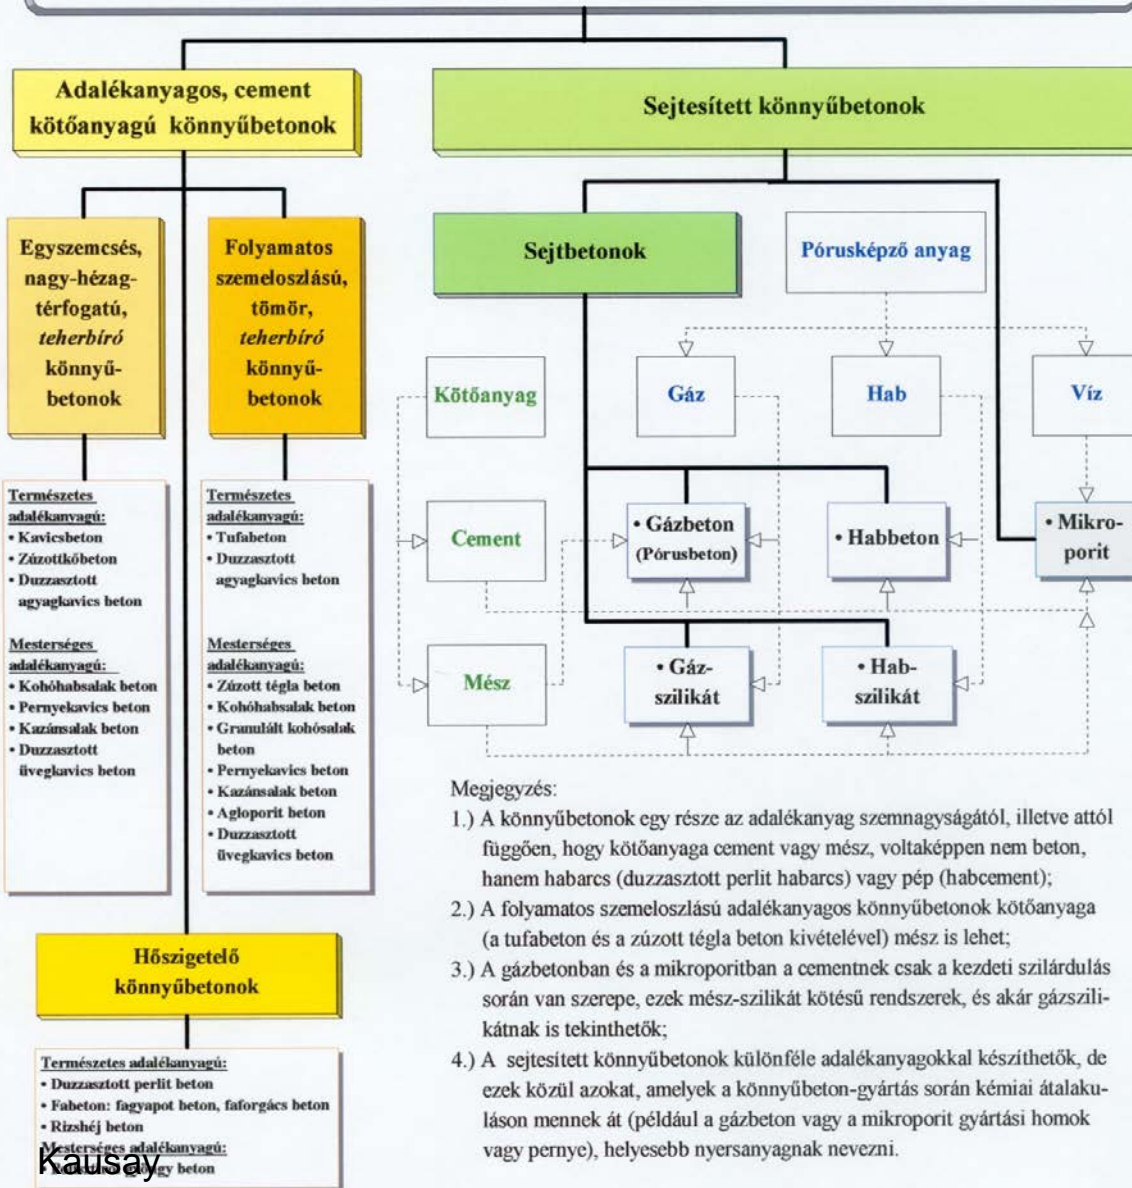 Adalékanyagos, cement
kötőanyagú könnyűbetonok
Sejtesített könnyűbetonok
Egyszemcsés,
nagy-hézag-
térfogatú,
teherbíró
könnyű-
betonok
Folyamatos
szemeloszlású,
tömör,
teherbíró
könnyű-
betonok
Sejtbetonok
Pórusképző anyag
Kötőanyag
Gáz
Hab
Víz
Természetes
adalékanyagú:
• Kavicsbeton
• Zúzottkőbeton
• Duzzasztott
agyagkavics beton
Mesterséges
adalékanyagú:
• Kohóhabsalak beton
• Pernyekavics beton
• Kazánsalak beton
• Duzzasztott
üvegkavics beton
Természetes
adalékanyagú:
• Tufabeton
• Duzzasztott
agyagkavics beton
Mesterséges
adalékanyagú:
• Zúzott tégla beton
• Kohóhabsalak beton
• Granulált kohósalak
beton
• Pernyekavics beton
• Kazánsalak beton
• Agloporit beton
• Duzzasztott
üvegkavics beton
Cement
• Gázbeton
(Pórusbeton)
• Habbeton
• Mikro-
porit
Mész
• Gáz-
szilikát
• Hab-
szilikát
Megjegyzés:
1.) A könnyűbetonok egy része az adalékanyag szemnagyságától, illetve attól
függően, hogy kötőanyaga cement vagy mész, voltaképpen nem beton,
hanem habarcs (duzzasztott perlit habarcs) vagy pép (habcement);
2.) A folyamatos szemeloszlású adalékanyagos könnyűbetonok kötőanyaga
(a tufabeton és a zúzott tégla beton kivételével) mész is lehet;
3.) A gázbetonban és a mikroporitban a cementnek csak a kezdeti szilárdulás
során van szerepe, ezek mész-szilikát kötésű rendszerek, és akár gázszili-
kátnak is tekinthetők;
4.) A sejtesített könnyűbetonok különféle adalékanyagokkal készíthetők, de
ezek közül azokat, amelyek a könnyűbeton-gyártás során kémiai átalaku-
láson mennek át (például a gázbeton vagy a mikroporit gyártási homok
vagy pernye), helyesebb nyersanyagnak nevezni.
Hőszigetelő
könnyűbetonok
Természetes adalékanyagú:
• Duzzasztott perlit beton
• Fabeton: fagyapot beton, faforgács beton
• Rizshéj beton
Mesterséges adalékanyagú:
beton
Kausay